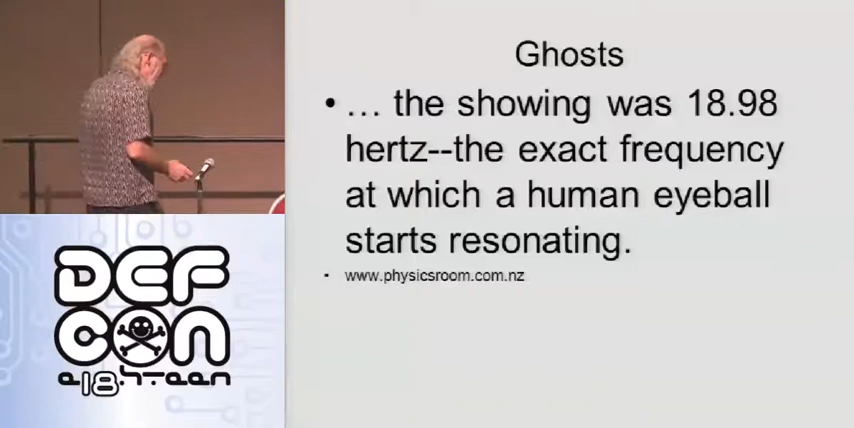 Ghosts
• … the showing was 18.98
hertz--the exact frequency
at which a human eyeball
starts resonating.
- www.physicsroom.com.nz
DEF
CON
e18hteen